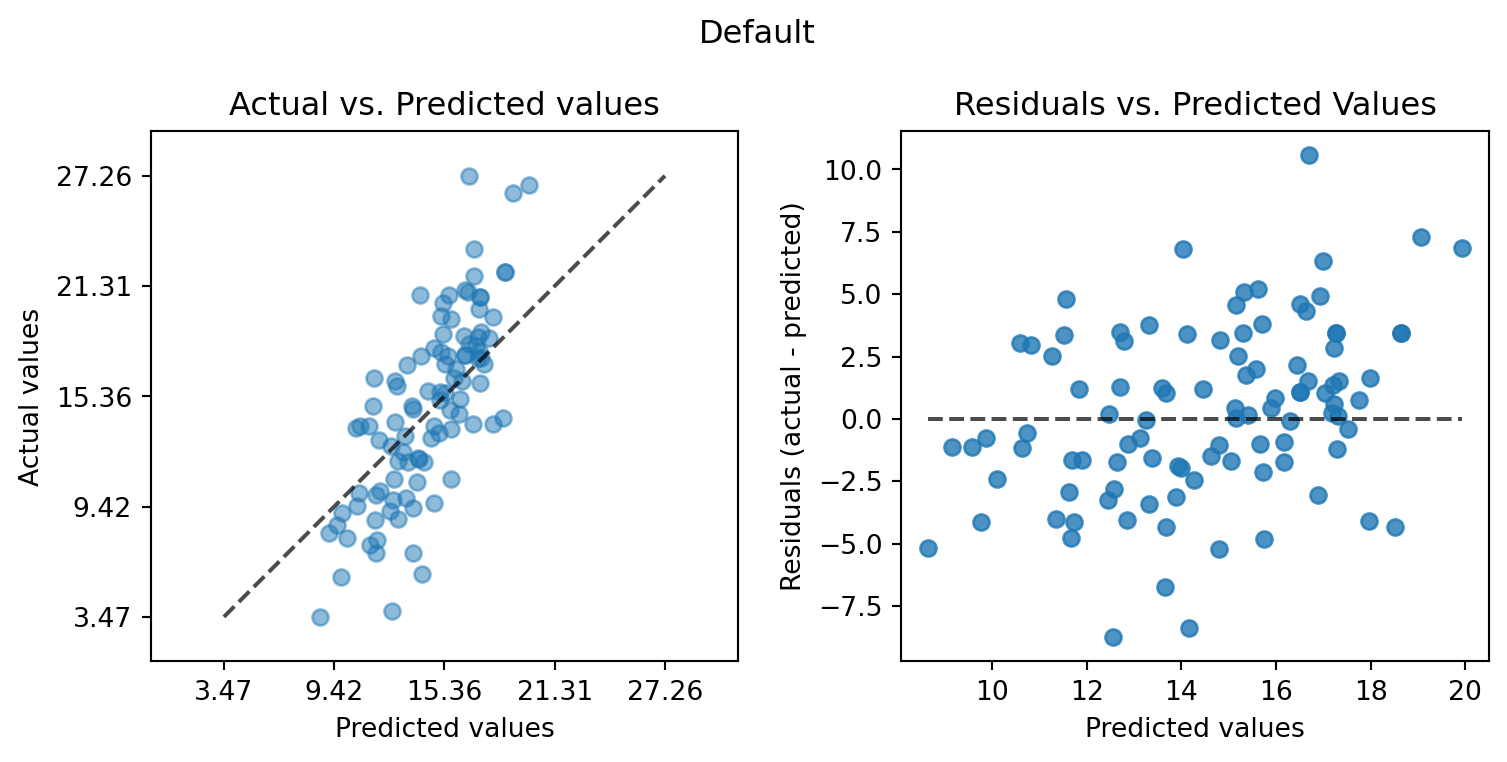 Default
Actual vs. Predicted values
27.26
21.31
15.36
9.42
3.47
Actual values
3.47 9.42 15.36 21.31 27.26
Predicted values
Residuals vs. Predicted Values
10.0
7.5
5.0
2.5
0.0
−2.5
−5.0
−7.5
Residuals (actual - predicted)
10 12 14 16 18 20
Predicted values